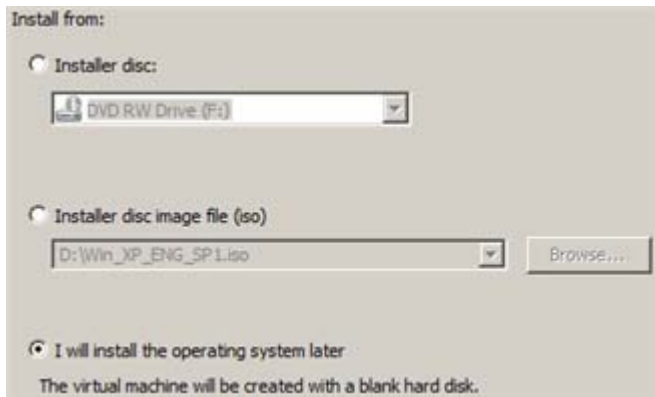 Install from:
Installer disc:
DVD RW Drive (F:)
Installer disc image file (iso)
D:\Win_XP_ENG_SP1.iso
Browse...
I will install the operating system later
The virtual machine will be created with a blank hard disk.